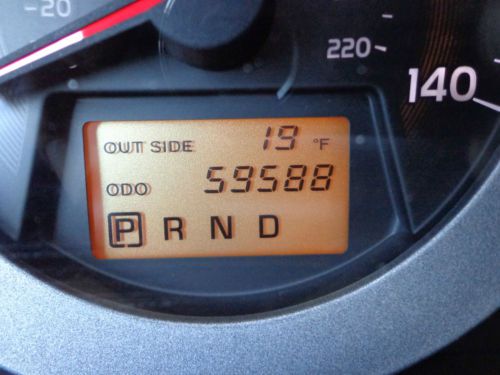 -20
220
140
OUT SIDE 19 °F
ODO 59588
P R N D